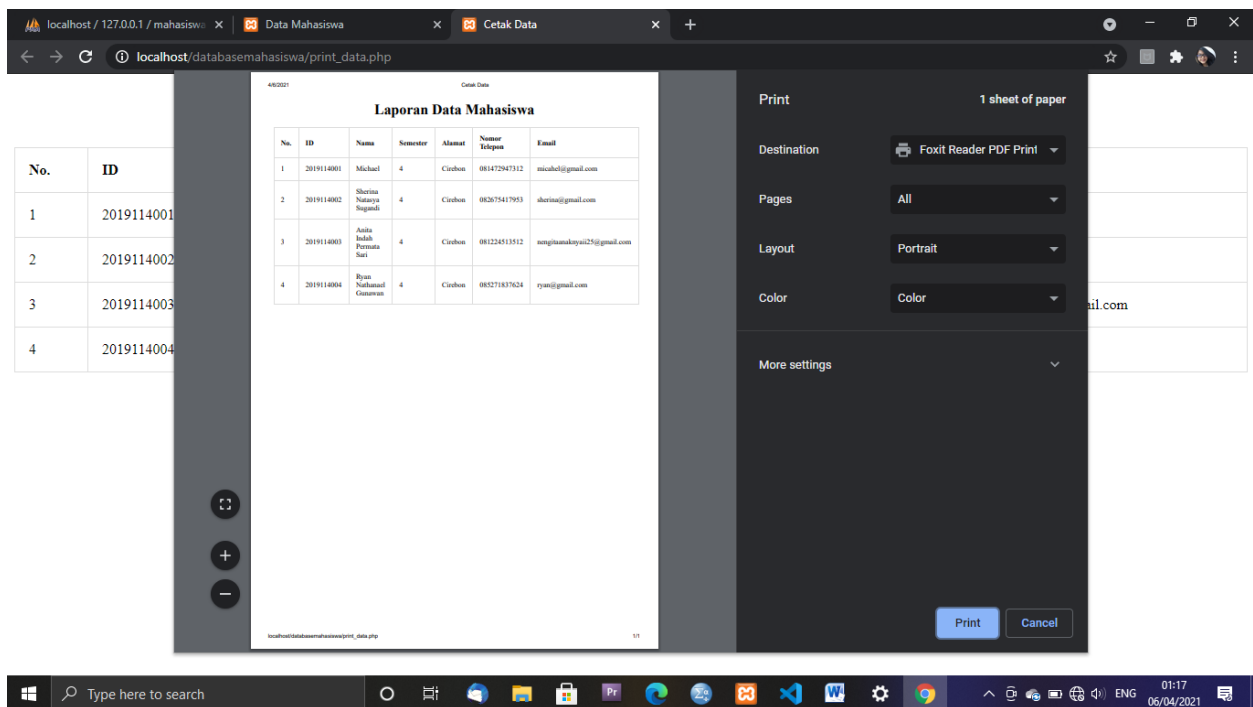 localhost / 127.0.0.1 / mahasiswa
Data Mahasiswa
Cetak Data
localhost/databasemahasiswa/print_data.php
No. ID
1 2019114001
2 2019114002
3 2019114003 ail.com
4 2019114004
4/6/2021 Cetak Data
Laporan Data Mahasiswa
No. ID Nama Semester Alamat Nomor Telepon Email
1 2019114001 Michael 4 Cirebon 081472947312 micahel@gmail.com
2 2019114002 Sherina Natasya Sugandi 4 Cirebon 082675417953 sherina@gmail.com
3 2019114003 Anita Indah Permata Sari 4 Cirebon 081224513512 nengitaanaknyaii25@gmail.com
4 2019114004 Ryan Nathanael Gunawan 4 Cirebon 085271837624 ryan@gmail.com
localhost/databasemahasiswa/print_data.php 1/1
Print 1 sheet of paper
Destination Foxit Reader PDF Print
Pages All
Layout Portrait
Color Color
More settings
Print Cancel
Type here to search
Pr
ENG
01:17
06/04/2021